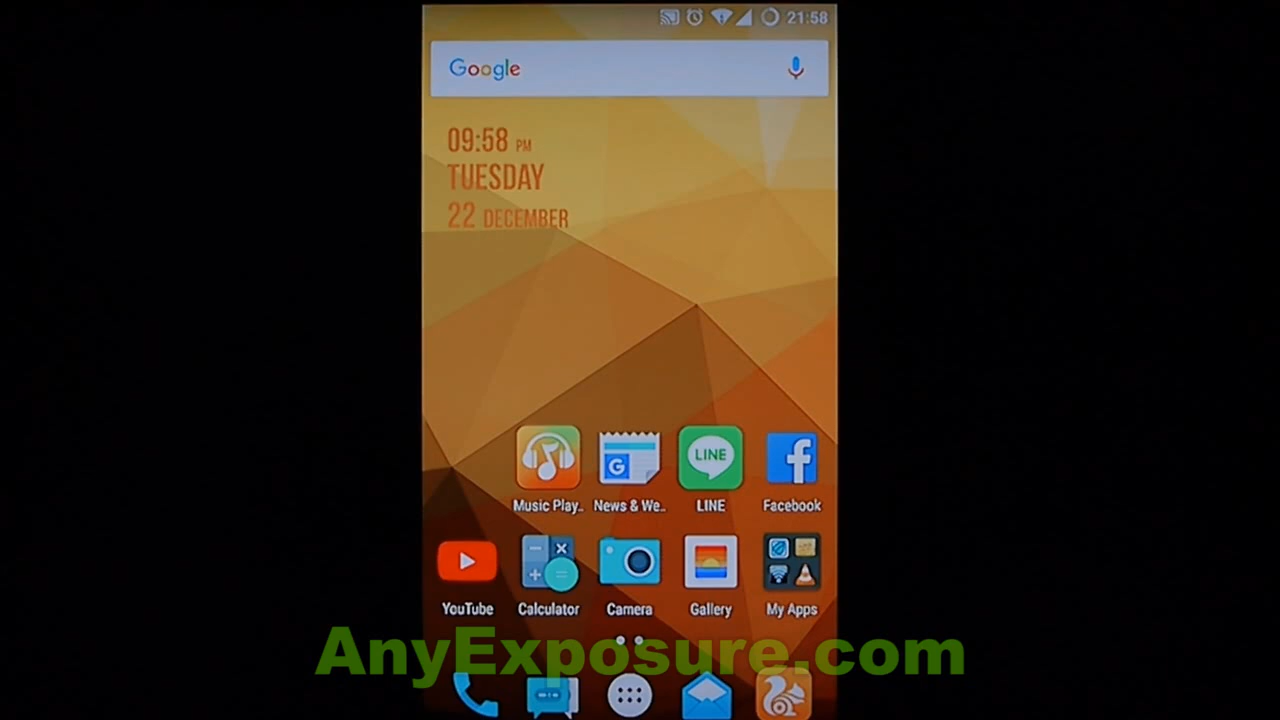 21:58
Google
09:58 PM
TUESDAY
22 DECEMBER
LINE
G
f
Music Play..
News & We..
LINE
Facebook
YouTube
Calculator
Camera
Gallery
My Apps
AnyExposure.com